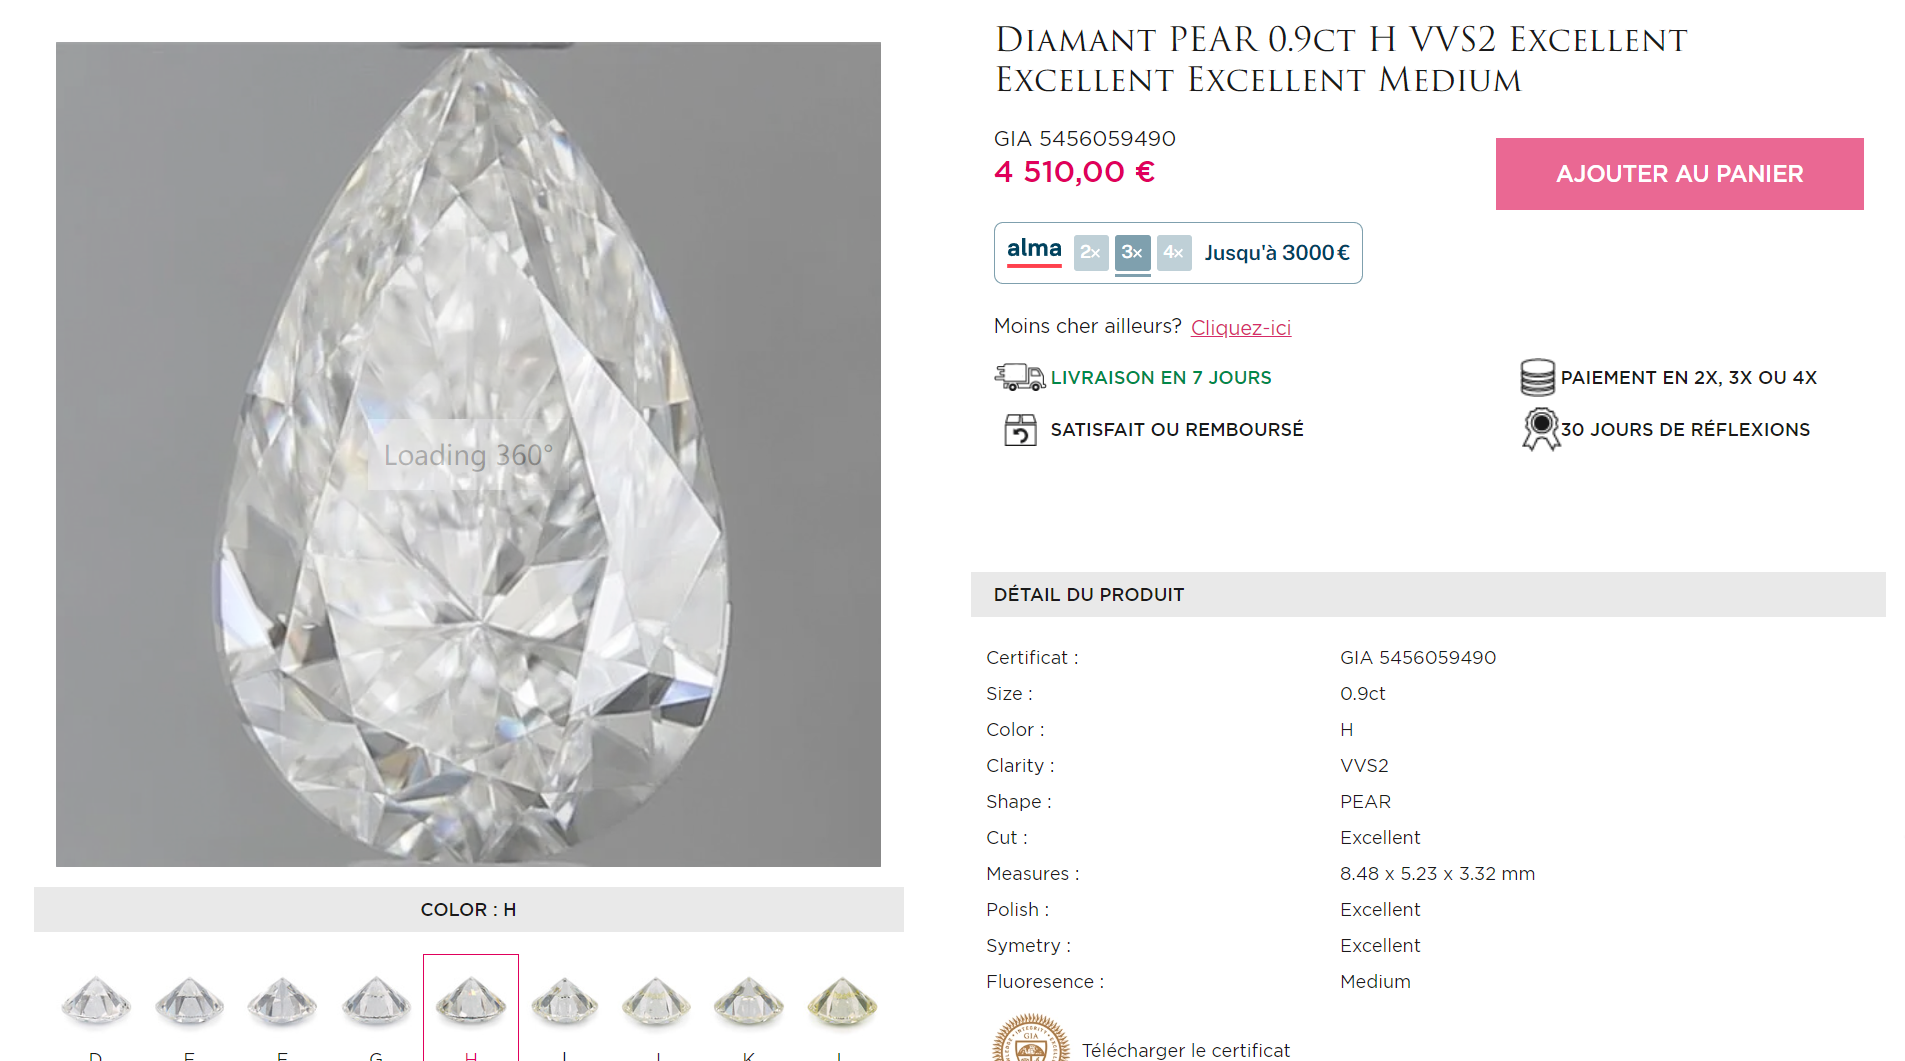 Loading 360°
COLOR : H
D E F G H I J K L
DIAMANT PEAR 0.9CT H VVS2 EXCELLENT
EXCELLENT EXCELLENT MEDIUM
GIA 5456059490
4 510,00 €
AJOUTER AU PANIER
alma 2x 3x 4x Jusqu'à 3000 €
Moins cher ailleurs? Cliquez-ici
LIVRAISON EN 7 JOURS
PAIEMENT EN 2X, 3X OU 4X
SATISFAIT OU REMBOURSÉ
30 JOURS DE RÉFLEXIONS
DÉTAIL DU PRODUIT
Certificat : GIA 5456059490
Size : 0.9ct
Color : H
Clarity : VVS2
Shape : PEAR
Cut : Excellent
Measures : 8.48 x 5.23 x 3.32 mm
Polish : Excellent
Symetry : Excellent
Fluoresence : Medium
INTEGRITY
GIA
Télécharger le certificat